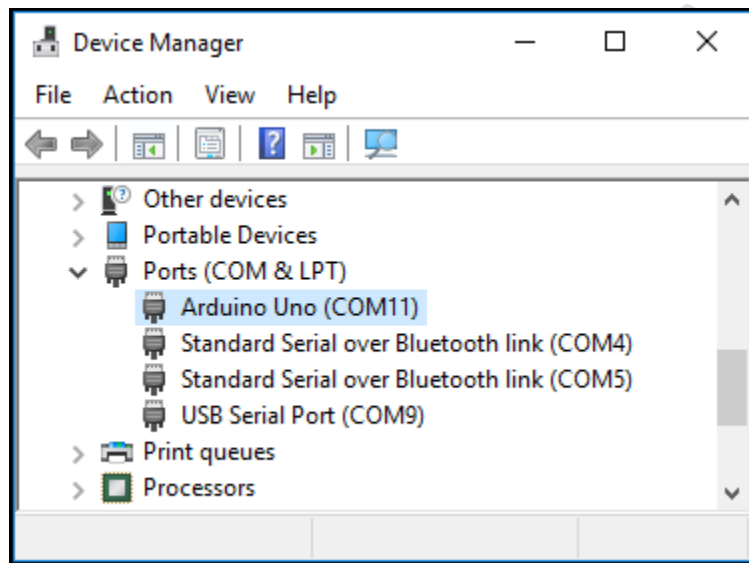 Device Manager
File Action View Help
Other devices
Portable Devices
Ports (COM & LPT)
Arduino Uno (COM11)
Standard Serial over Bluetooth link (COM4)
Standard Serial over Bluetooth link (COM5)
USB Serial Port (COM9)
Print queues
Processors